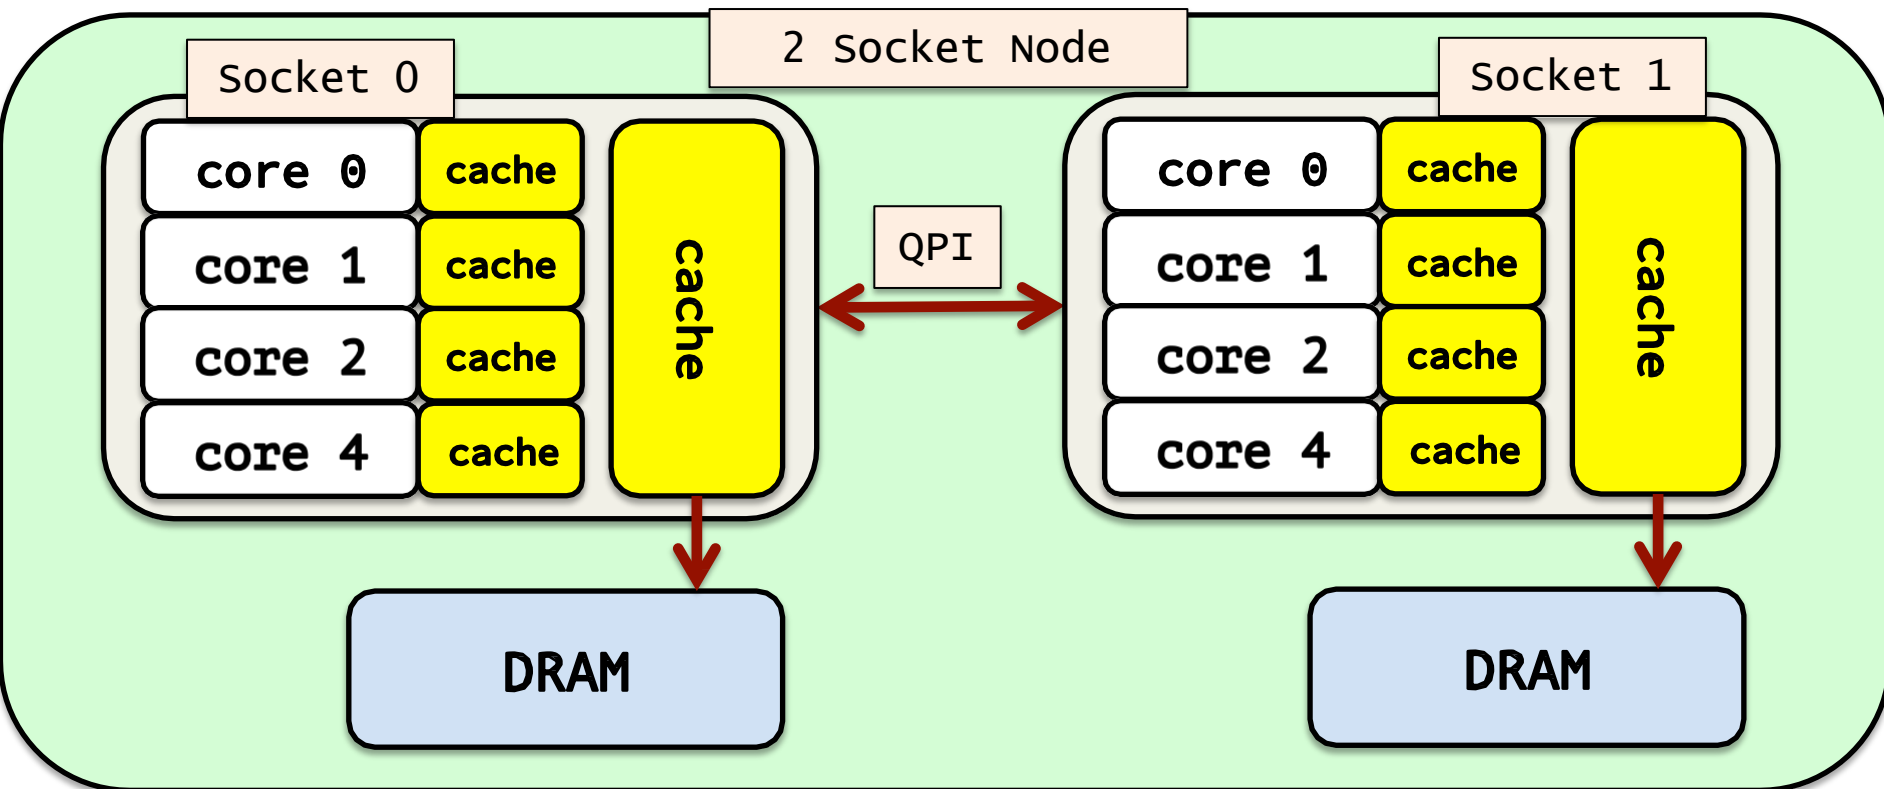 2 Socket Node
Socket 0
core 0 cache
core 1 cache
core 2 cache
core 4 cache
cache
DRAM
QPI
Socket 1
core 0 cache
core 1 cache
core 2 cache
core 4 cache
cache
DRAM